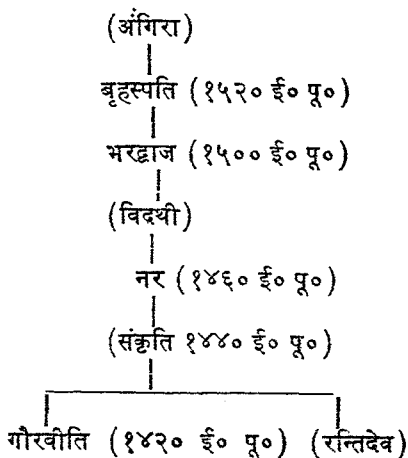 (अंगिरा)
बृहस्पति (१५२० ई० पू०)
भरद्वाज (१५०० ई० पू०)
(विदथी)
नर (१४६० ई० पू०)
(संकृति १४४० ई० पू०)
गौरवीति (१४२० ई० पू०) (रन्तिदेव)